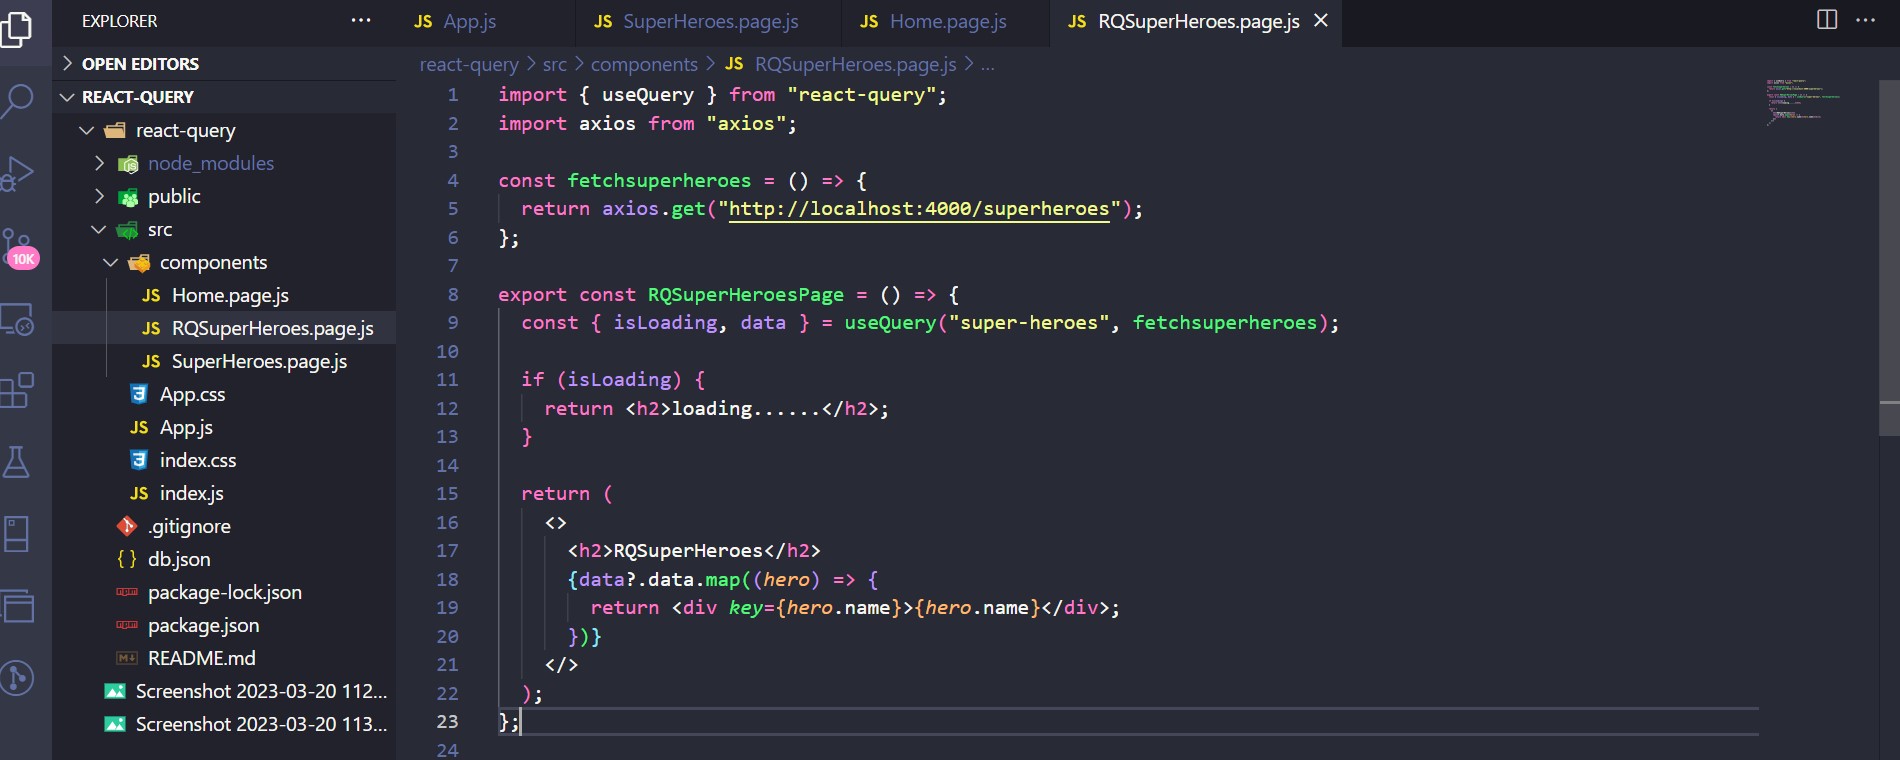 EXPLORER
OPEN EDITORS
REACT-QUERY
react-query
node_modules
public
src
components
JS Home.page.js
JS RQSuperHeroes.page.js
JS SuperHeroes.page.js
App.css
JS App.js
index.css
JS index.js
.gitignore
{ } db.json
package-lock.json
package.json
M↓ README.md
Screenshot 2023-03-20 112...
Screenshot 2023-03-20 113...
10K
JS App.js
JS SuperHeroes.page.js
JS Home.page.js
JS RQSuperHeroes.page.js
react-query > src > components > JS RQSuperHeroes.page.js > ...
1 import { useQuery } from "react-query";
2 import axios from "axios";
3
4 const fetchsuperheroes = () => {
5 return axios.get("http://localhost:4000/superheroes");
6 };
7
8 export const RQSuperHeroesPage = () => {
9 const { isLoading, data } = useQuery("super-heroes", fetchsuperheroes);
10
11 if (isLoading) {
12 return <h2>loading......</h2>;
13 }
14
15 return (
16 <>
17 <h2>RQSuperHeroes</h2>
18 {data?.data.map((hero) => {
19 return <div key={hero.name}>{hero.name}</div>;
20 })}
21 </>
22 );
23 };
24